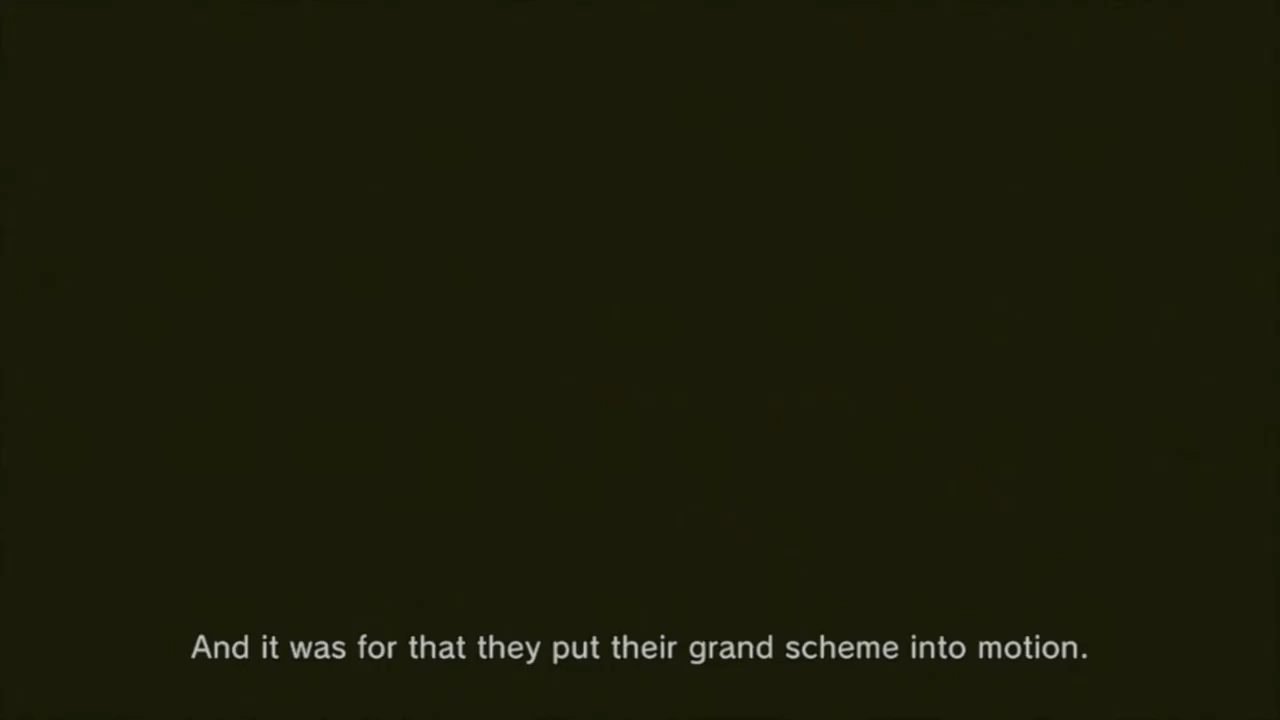 And it was for that they put their grand scheme into motion.